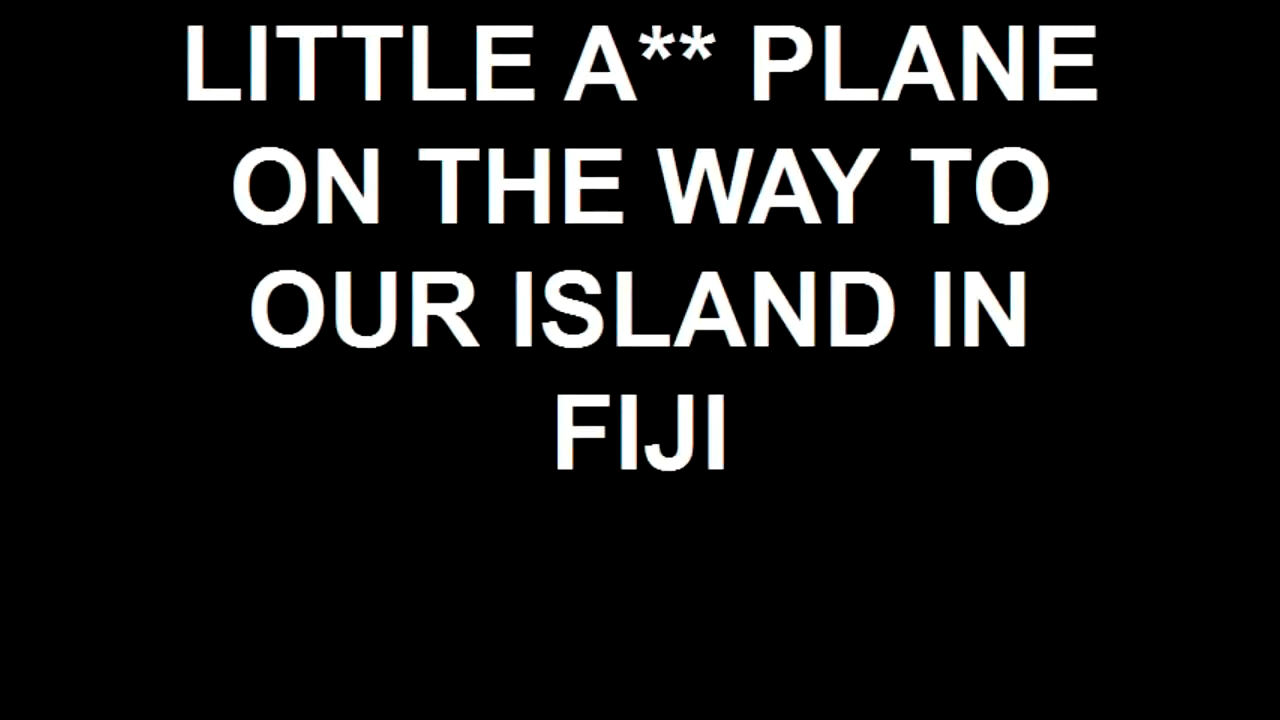 LITTLE A** PLANE
ON THE WAY TO
OUR ISLAND IN
FIJI